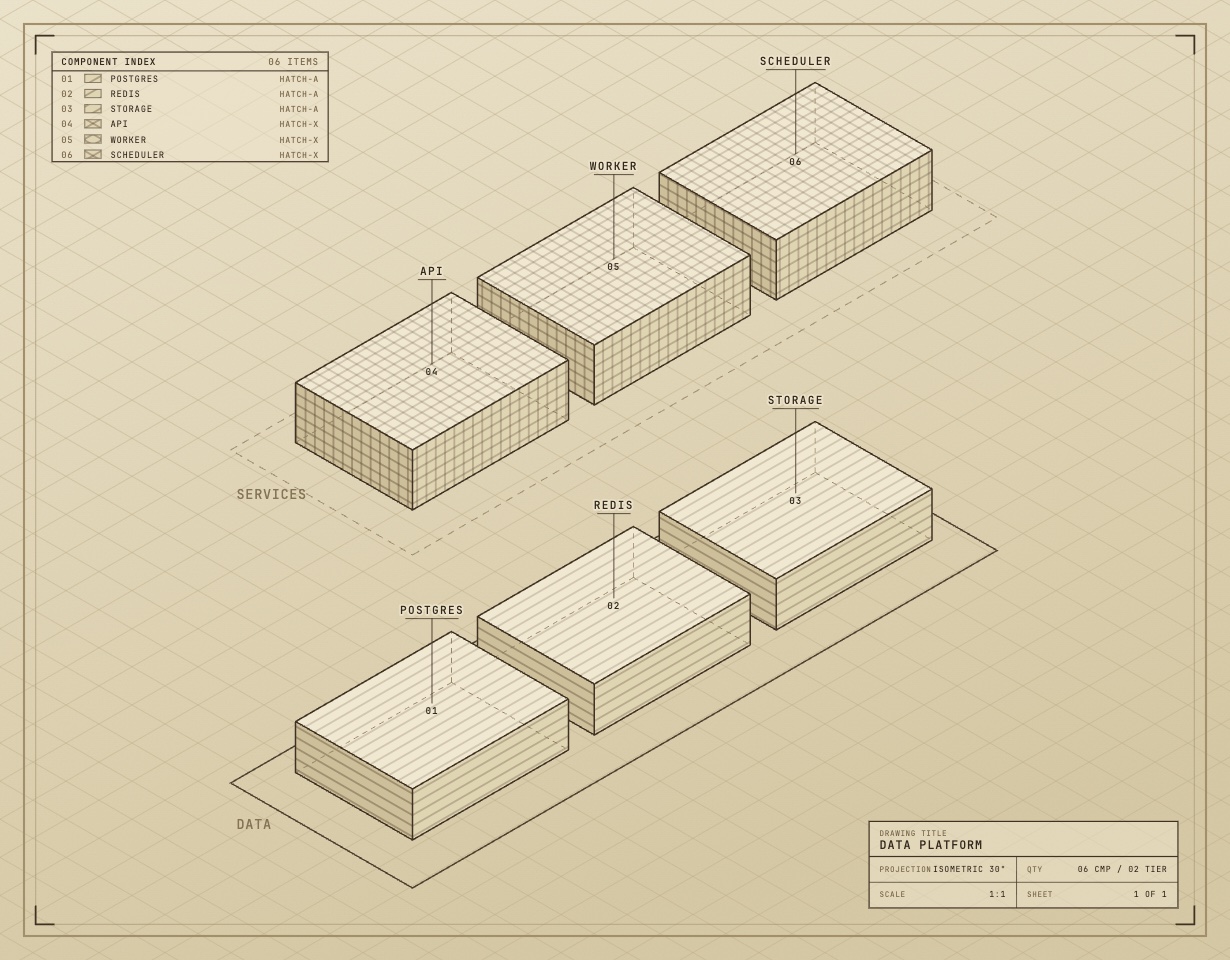 COMPONENT INDEX 06 ITEMS
01 POSTGRES HATCH-A
02 REDIS HATCH-A
03 STORAGE HATCH-A
04 API HATCH-X
05 WORKER HATCH-X
06 SCHEDULER HATCH-X
SCHEDULER
06
WORKER
05
API
04
SERVICES
STORAGE
03
REDIS
02
POSTGRES
01
DATA
DRAWING TITLE
DATA PLATFORM
PROJECTION ISOMETRIC 30° QTY 06 CMP / 02 TIER
SCALE 1:1 SHEET 1 OF 1